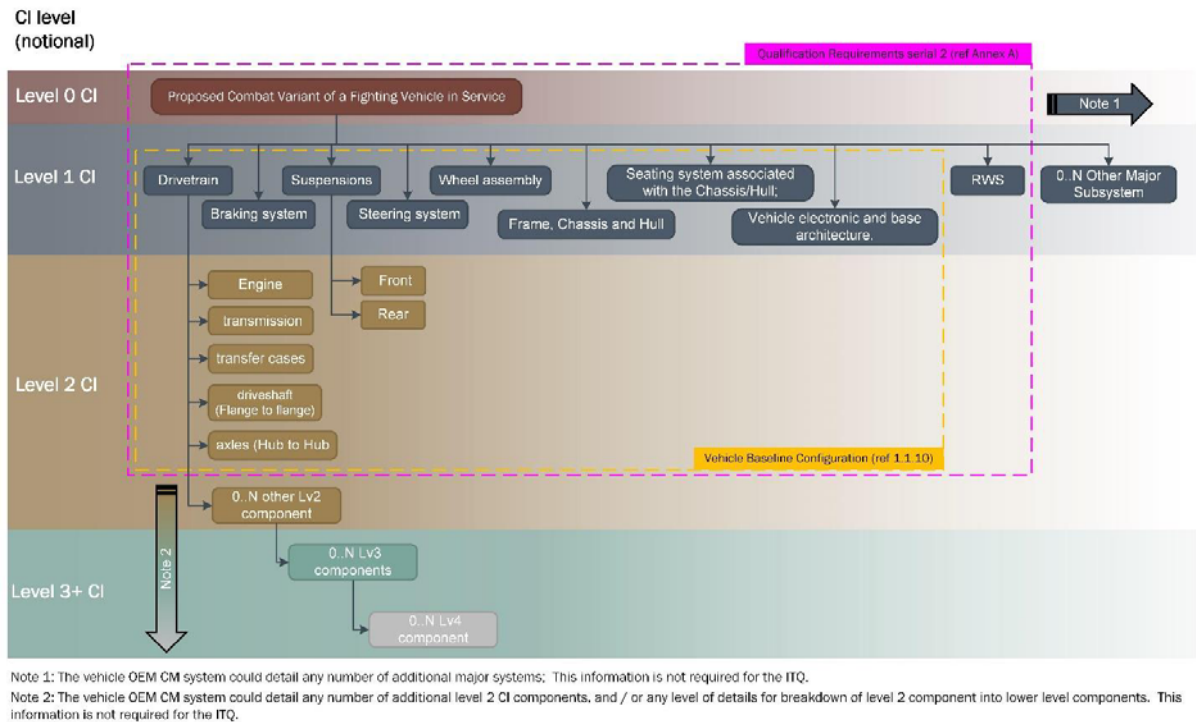 CI level
(notional)
Qualification Requirements serial 2 (ref Annex A)
Level 0 CI
Proposed Combat Variant of a Fighting Vehicle in Service
Note 1
Level 1 CI
Drivetrain
Suspensions
Wheel assembly
Seating system associated
with the Chassis/Hull;
RWS
0..N Other Major
Subsystem
Braking system
Steering system
Frame, Chassis and Hull
Vehicle electronic and base
architecture.
Level 2 CI
Engine
Front
transmission
Rear
transfer cases
driveshaft
(Flange to flange)
axles (Hub to Hub
Vehicle Baseline Configuration (ref 1.1.10)
0..N other Lv2
component
Note 2
Level 3+ CI
0..N Lv3
components
0..N Lv4
component
Note 1: The vehicle OEM CM system could detail any number of additional major systems; This information is not required for the ITQ.
Note 2: The vehicle OEM CM system could detail any number of additional level 2 CI components, and / or any level of details for breakdown of level 2 component into lower level components. This
information is not required for the ITQ.